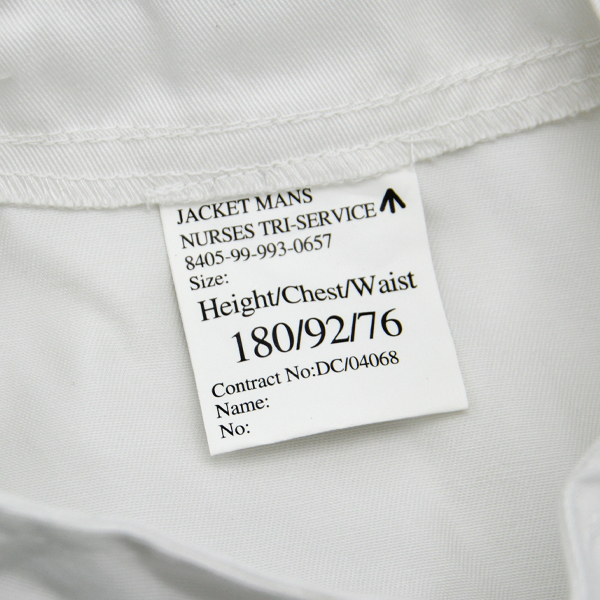 JACKET MANS
NURSES TRI-SERVICE
8405-99-993-0657
Size:
Height/Chest/Waist
180/92/76
Contract No:DC/04068
Name:
No: